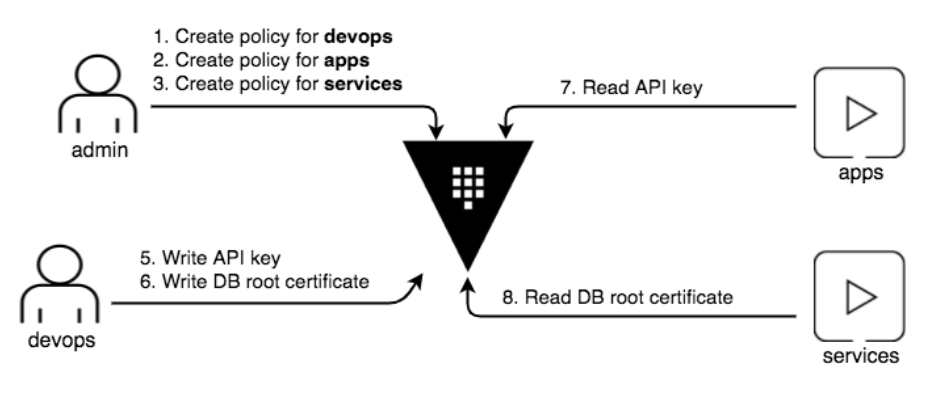 1. Create policy for devops
2. Create policy for apps
3. Create policy for services
admin
7. Read API key
apps
5. Write API key
6. Write DB root certificate
devops
8. Read DB root certificate
services